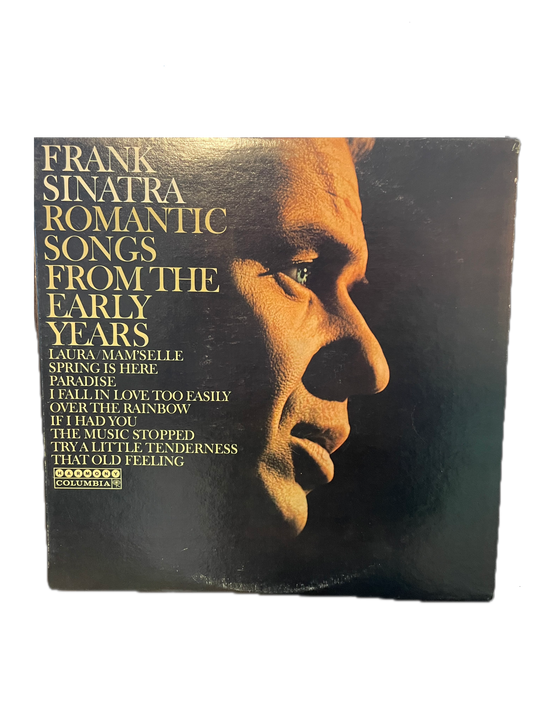 FRANK
SINATRA
ROMANTIC
SONGS
FROM THE
EARLY
YEARS
LAURA/MAM'SELLE
SPRING IS HERE
PARADISE
I FALL IN LOVE TOO EASILY
OVER THE RAINBOW
IF I HAD YOU
THE MUSIC STOPPED
TRY A LITTLE TENDERNESS
THAT OLD FEELING
HARMONY
COLUMBIA